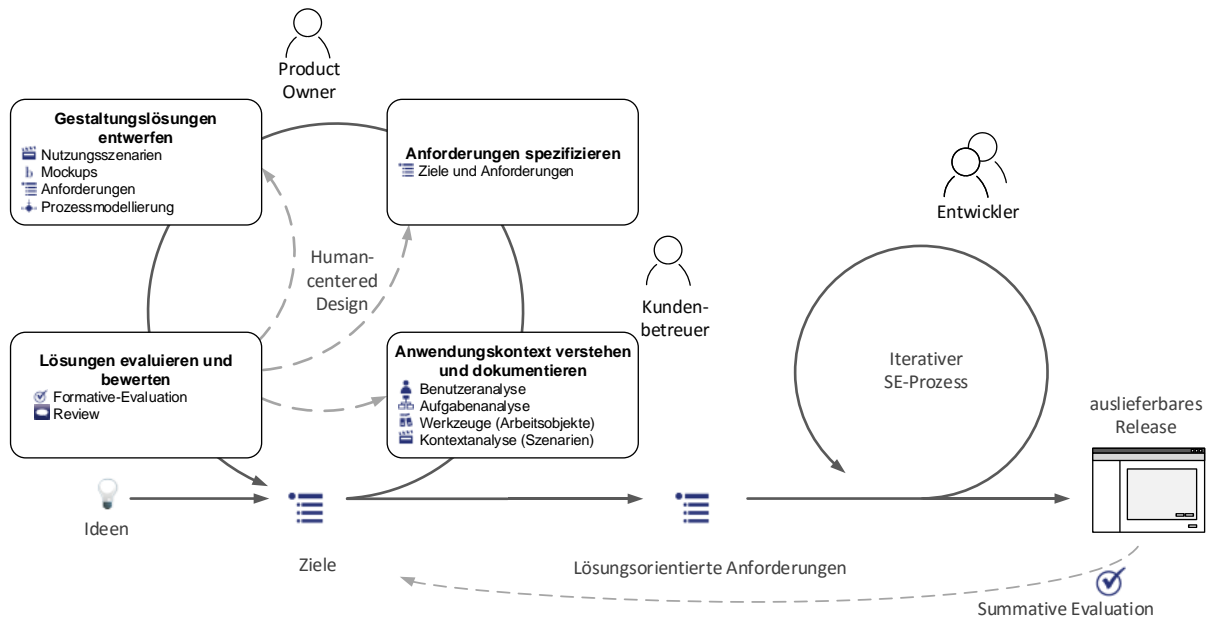 Product
Owner
Gestaltungslösungen
entwerfen
Nutzungsszenarien
Mockups
Anforderungen
Prozessmodellierung
Anforderungen spezifizieren
Ziele und Anforderungen
Human-
centered
Design
Lösungen evaluieren und
bewerten
Formative-Evaluation
Review
Anwendungskontext verstehen
und dokumentieren
Benutzeranalyse
Aufgabenanalyse
Werkzeuge (Arbeitsobjekte)
Kontextanalyse (Szenarien)
Kunden-
betreuer
Entwickler
Iterativer
SE-Prozess
auslieferbares
Release
Ideen
Ziele
Lösungsorientierte Anforderungen
Summative Evaluation